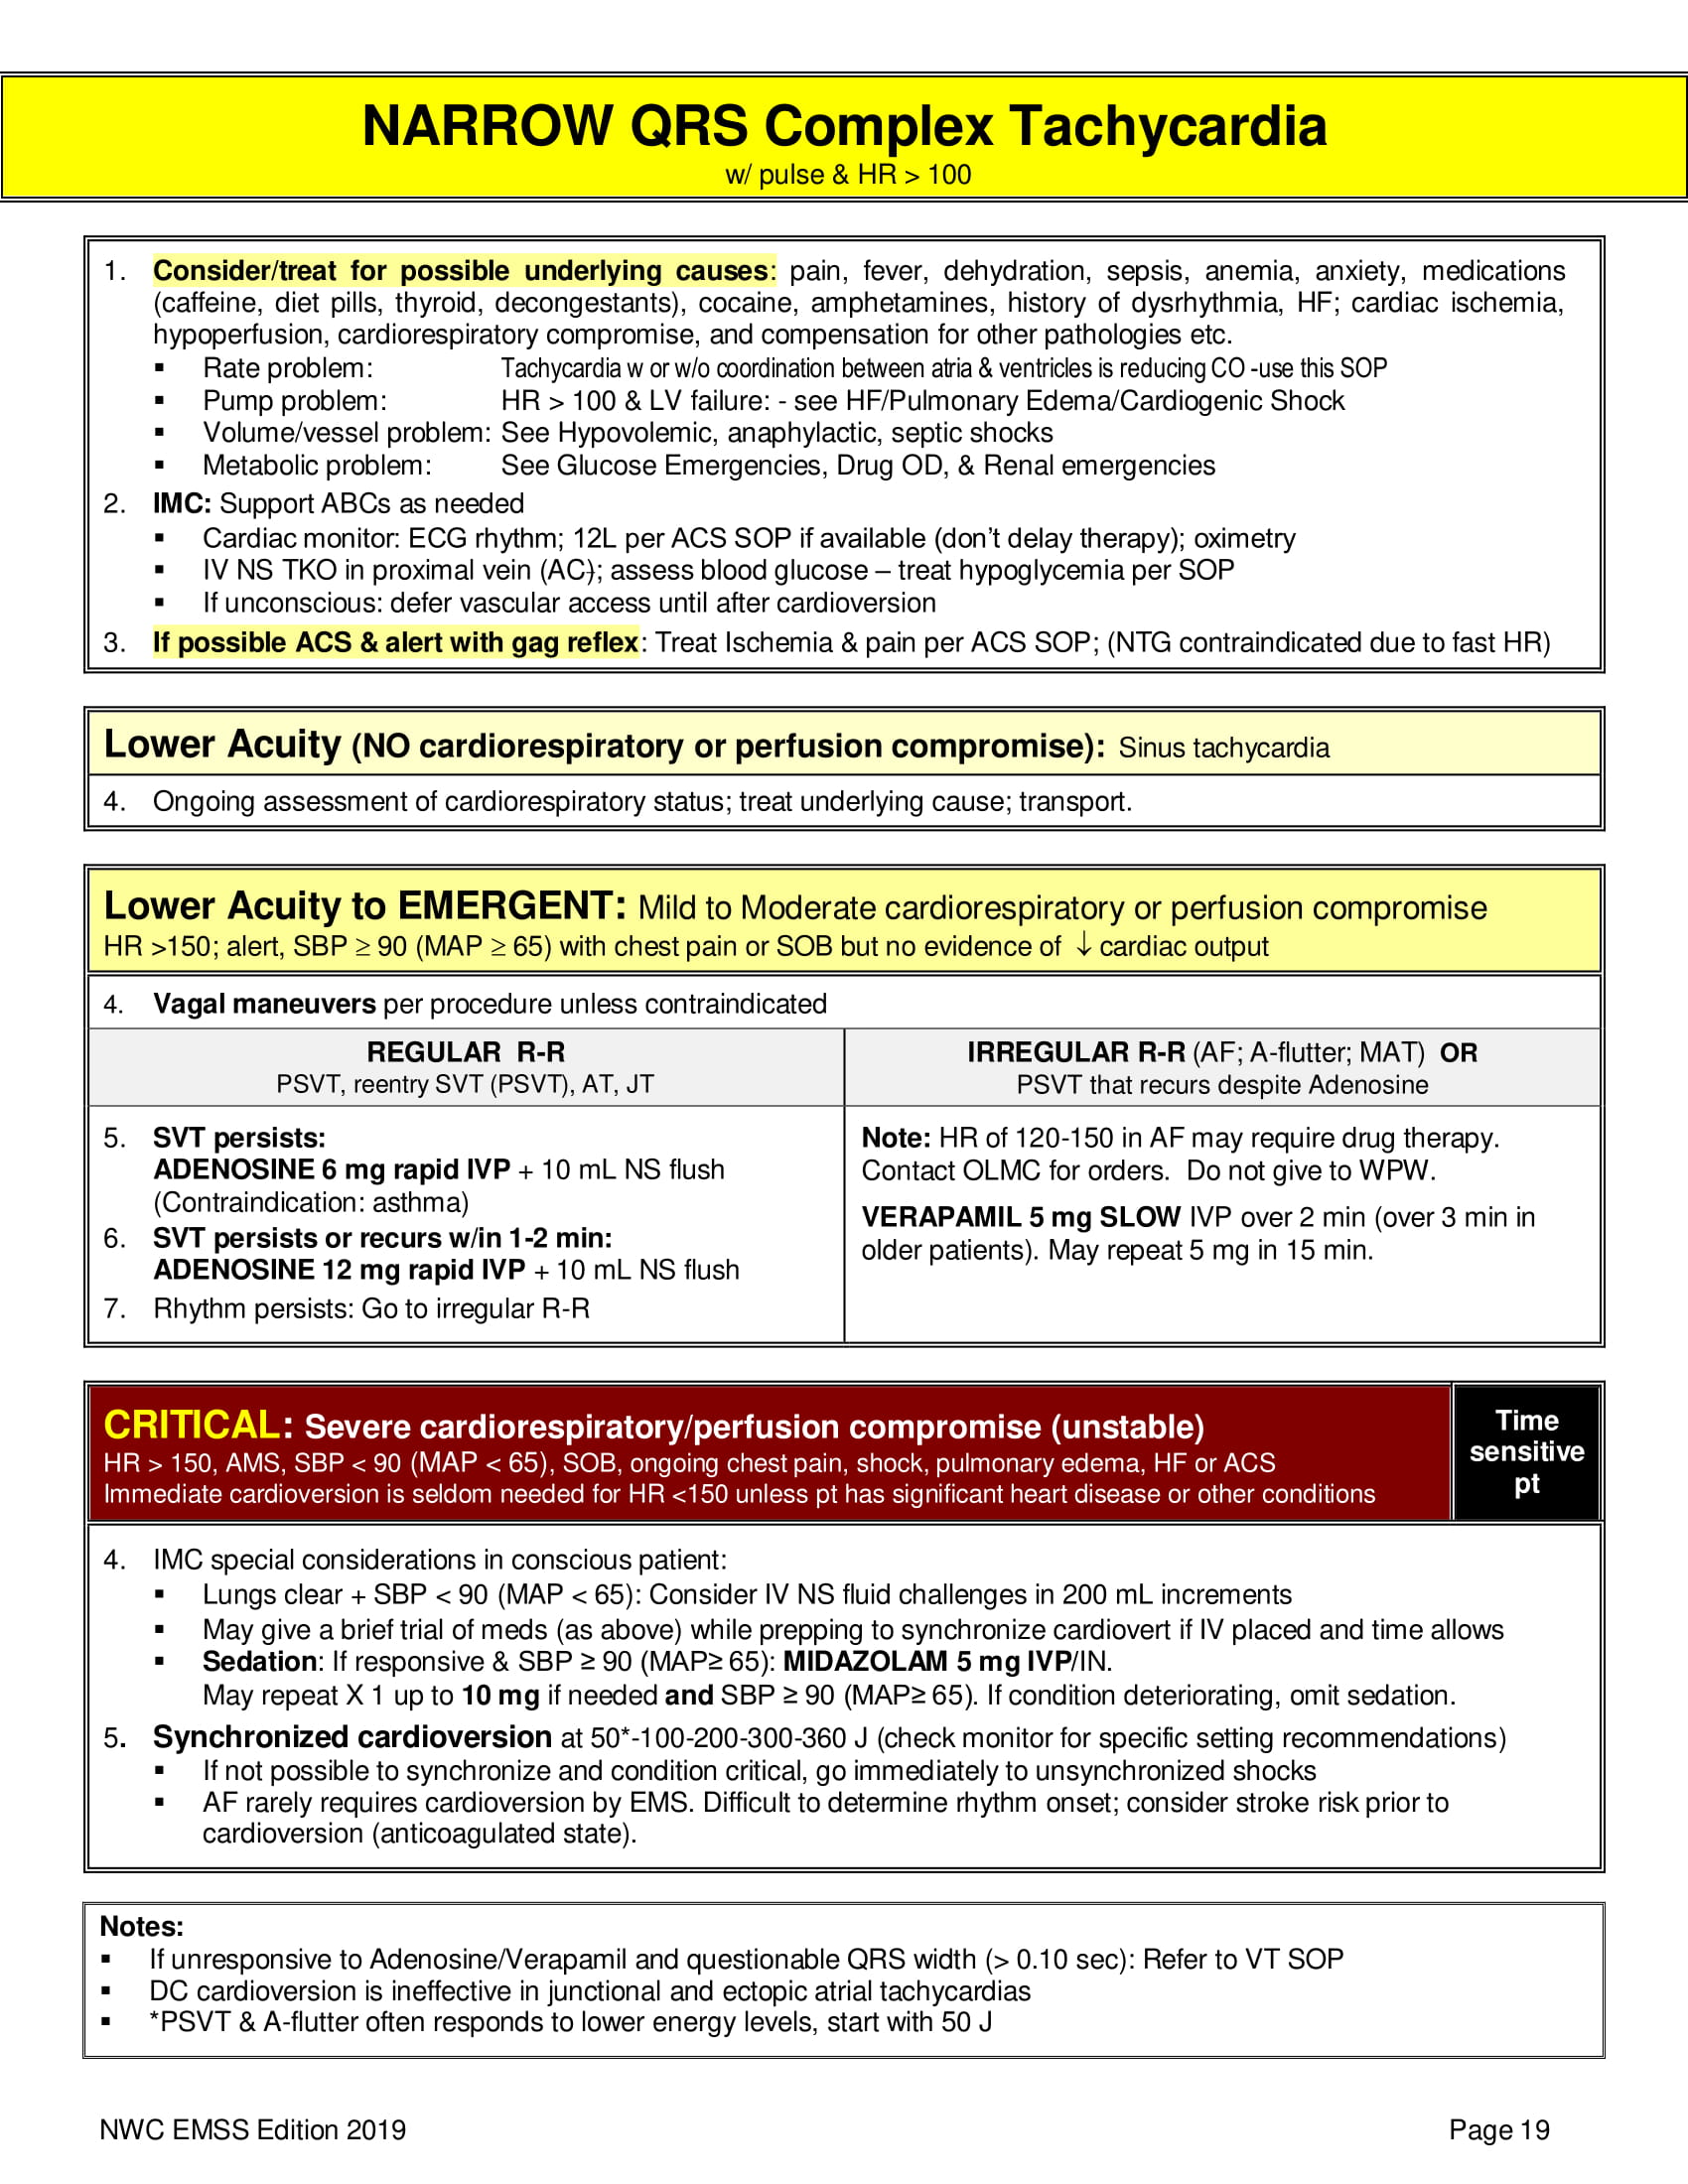 NARROW QRS Complex Tachycardia
w/ pulse & HR > 100
1. Consider/treat for possible underlying causes: pain, fever, dehydration, sepsis, anemia, anxiety, medications
(caffeine, diet pills, thyroid, decongestants), cocaine, amphetamines, history of dysrhythmia, HF; cardiac ischemia,
hypoperfusion, cardiorespiratory compromise, and compensation for other pathologies etc.
▪ Rate problem: Tachycardia w or w/o coordination between atria & ventricles is reducing CO -use this SOP
▪ Pump problem: HR > 100 & LV failure: - see HF/Pulmonary Edema/Cardiogenic Shock
▪ Volume/vessel problem: See Hypovolemic, anaphylactic, septic shocks
▪ Metabolic problem: See Glucose Emergencies, Drug OD, & Renal emergencies
2. IMC: Support ABCs as needed
▪ Cardiac monitor: ECG rhythm; 12L per ACS SOP if available (don’t delay therapy); oximetry
▪ IV NS TKO in proximal vein (AC); assess blood glucose – treat hypoglycemia per SOP
▪ If unconscious: defer vascular access until after cardioversion
3. If possible ACS & alert with gag reflex: Treat Ischemia & pain per ACS SOP; (NTG contraindicated due to fast HR)
Lower Acuity (NO cardiorespiratory or perfusion compromise): Sinus tachycardia
4. Ongoing assessment of cardiorespiratory status; treat underlying cause; transport.
Lower Acuity to EMERGENT: Mild to Moderate cardiorespiratory or perfusion compromise
HR >150; alert, SBP ≥ 90 (MAP ≥ 65) with chest pain or SOB but no evidence of ↓ cardiac output
4. Vagal maneuvers per procedure unless contraindicated
REGULAR R-R
PSVT, reentry SVT (PSVT), AT, JT
5. SVT persists:
ADENOSINE 6 mg rapid IVP + 10 mL NS flush
(Contraindication: asthma)
6. SVT persists or recurs w/in 1-2 min:
ADENOSINE 12 mg rapid IVP + 10 mL NS flush
7. Rhythm persists: Go to irregular R-R
IRREGULAR R-R (AF; A-flutter; MAT) OR
PSVT that recurs despite Adenosine
Note: HR of 120-150 in AF may require drug therapy.
Contact OLMC for orders. Do not give to WPW.
VERAPAMIL 5 mg SLOW IVP over 2 min (over 3 min in
older patients). May repeat 5 mg in 15 min.
CRITICAL: Severe cardiorespiratory/perfusion compromise (unstable)
HR > 150, AMS, SBP < 90 (MAP < 65), SOB, ongoing chest pain, shock, pulmonary edema, HF or ACS
Immediate cardioversion is seldom needed for HR <150 unless pt has significant heart disease or other conditions
Time
sensitive
pt
4. IMC special considerations in conscious patient:
▪ Lungs clear + SBP < 90 (MAP < 65): Consider IV NS fluid challenges in 200 mL increments
▪ May give a brief trial of meds (as above) while prepping to synchronize cardiovert if IV placed and time allows
▪ Sedation: If responsive & SBP ≥ 90 (MAP≥ 65): MIDAZOLAM 5 mg IVP/IN.
May repeat X 1 up to 10 mg if needed and SBP ≥ 90 (MAP≥ 65). If condition deteriorating, omit sedation.
5. Synchronized cardioversion at 50*-100-200-300-360 J (check monitor for specific setting recommendations)
▪ If not possible to synchronize and condition critical, go immediately to unsynchronized shocks
▪ AF rarely requires cardioversion by EMS. Difficult to determine rhythm onset; consider stroke risk prior to
cardioversion (anticoagulated state).
Notes:
▪ If unresponsive to Adenosine/Verapamil and questionable QRS width (> 0.10 sec): Refer to VT SOP
▪ DC cardioversion is ineffective in junctional and ectopic atrial tachycardias
▪ *PSVT & A-flutter often responds to lower energy levels, start with 50 J
NWC EMSS Edition 2019
Page 19